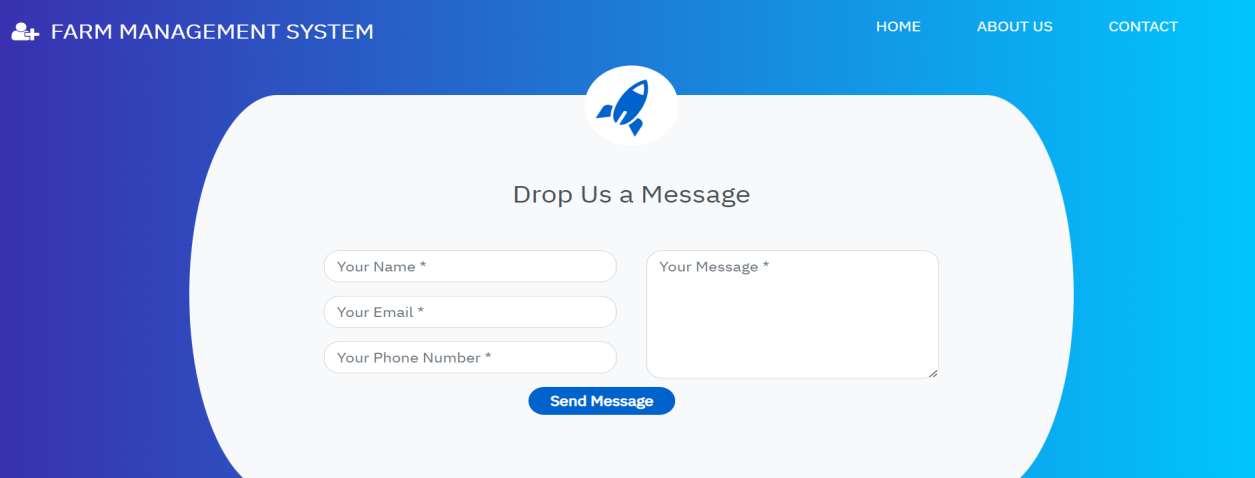 FARM MANAGEMENT SYSTEM
HOME ABOUT US CONTACT
Drop Us a Message
Your Name *
Your Email *
Your Phone Number *
Your Message *
Send Message